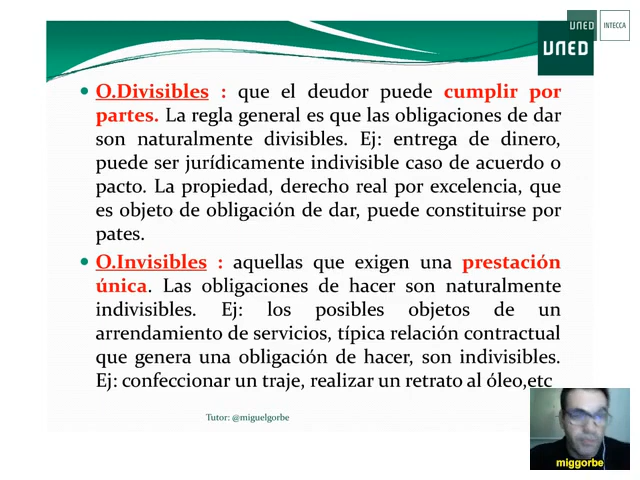 UNED
INTECCA
UNED
O.Divisibles : que el deudor puede cumplir por
partes. La regla general es que las obligaciones de dar
son naturalmente divisibles. Ej: entrega de dinero,
puede ser jurídicamente indivisible caso de acuerdo o
pacto. La propiedad, derecho real por excelencia, que
es objeto de obligación de dar, puede constituirse por
pates.
O.Invisibles : aquellas que exigen una prestación
única. Las obligaciones de hacer son naturalmente
indivisibles. Ej: los posibles objetos de un
arrendamiento de servicios, típica relación contractual
que genera una obligación de hacer, son indivisibles.
Ej: confeccionar un traje, realizar un retrato al óleo,etc
Tutor: @miguelgorbe
miggorbe